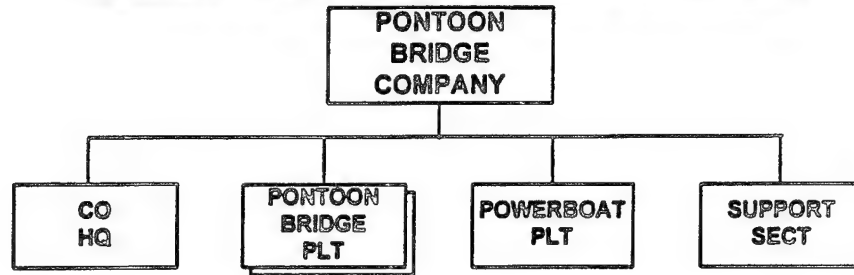 PONTOON
BRIDGE
COMPANY
CO
HQ
PONTOON
BRIDGE
PLT
POWERBOAT
PLT
SUPPORT
SECT